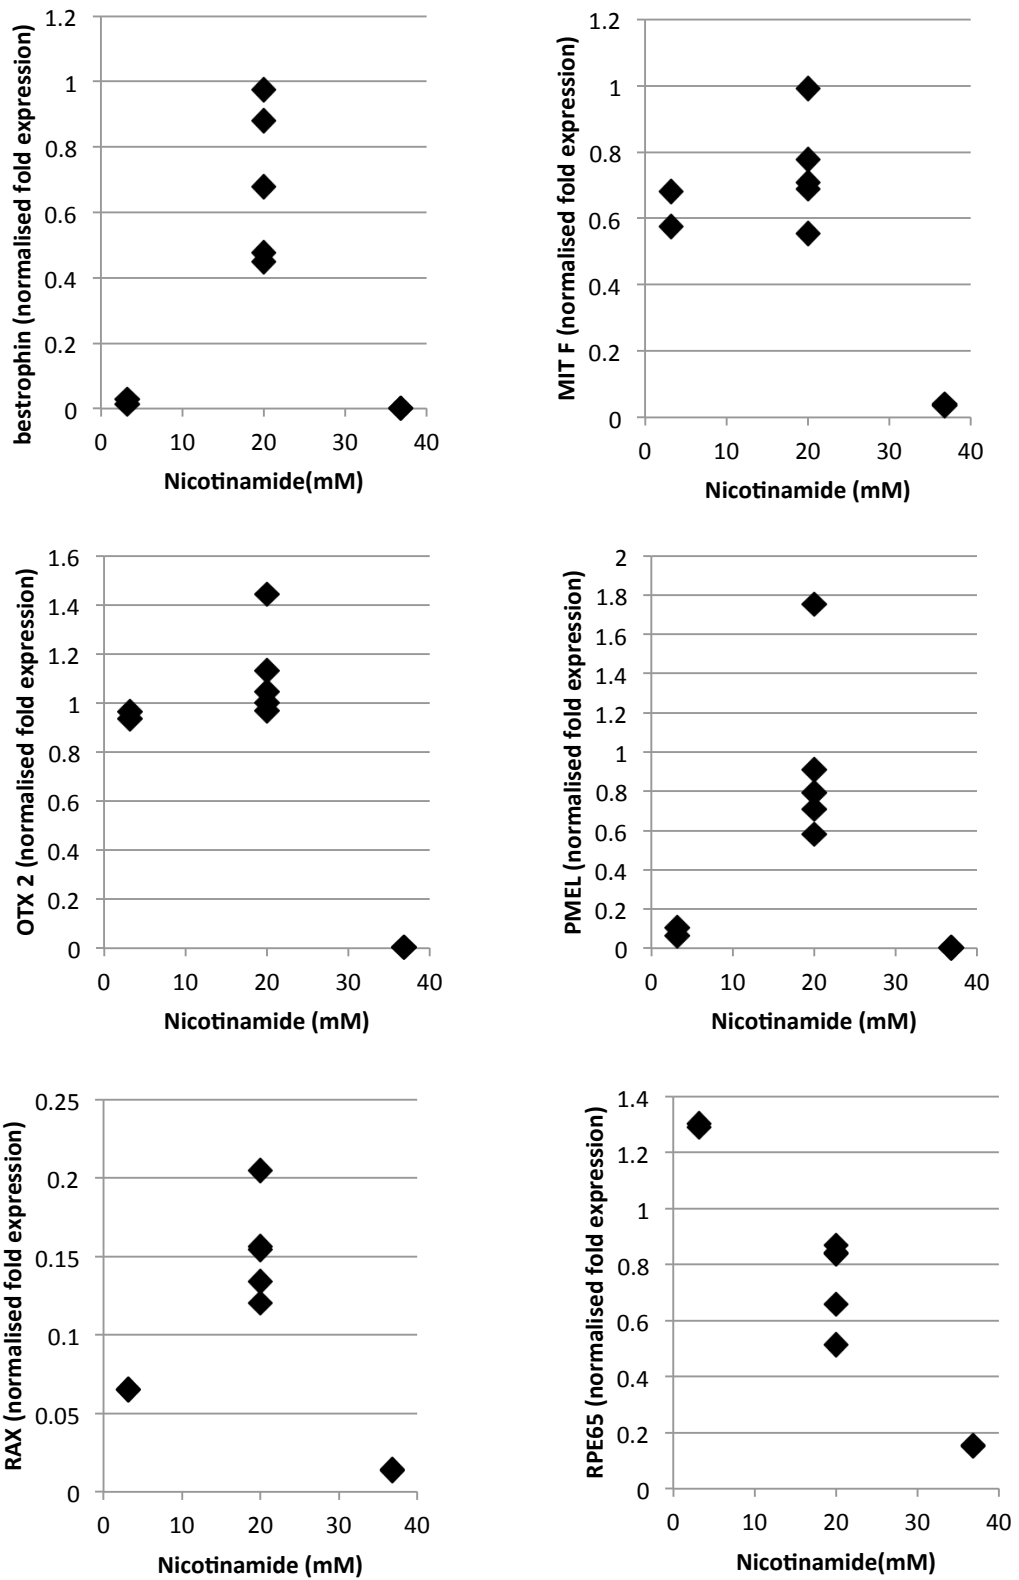 bestrophin (normalised fold expression)
1.2
1
0.8
0.6
0.4
0.2
0
0 10 20 30 40
Nicotinamide(mM)
MIT F (normalised fold expression)
1.2
1
0.8
0.6
0.4
0.2
0
0 10 20 30 40
Nicotinamide (mM)
OTX 2 (normalised fold expression)
1.6
1.4
1.2
1
0.8
0.6
0.4
0.2
0
0 10 20 30 40
Nicotinamide (mM)
PMEL (normalised fold expression)
2
1.8
1.6
1.4
1.2
1
0.8
0.6
0.4
0.2
0
0 10 20 30 40
Nicotinamide (mM)
RAX (normalised fold expression)
0.25
0.2
0.15
0.1
0.05
0
0 10 20 30 40
Nicotinamide (mM)
RPE65 (normalised fold expression)
1.4
1.2
1
0.8
0.6
0.4
0.2
0
0 10 20 30 40
Nicotinamide(mM)